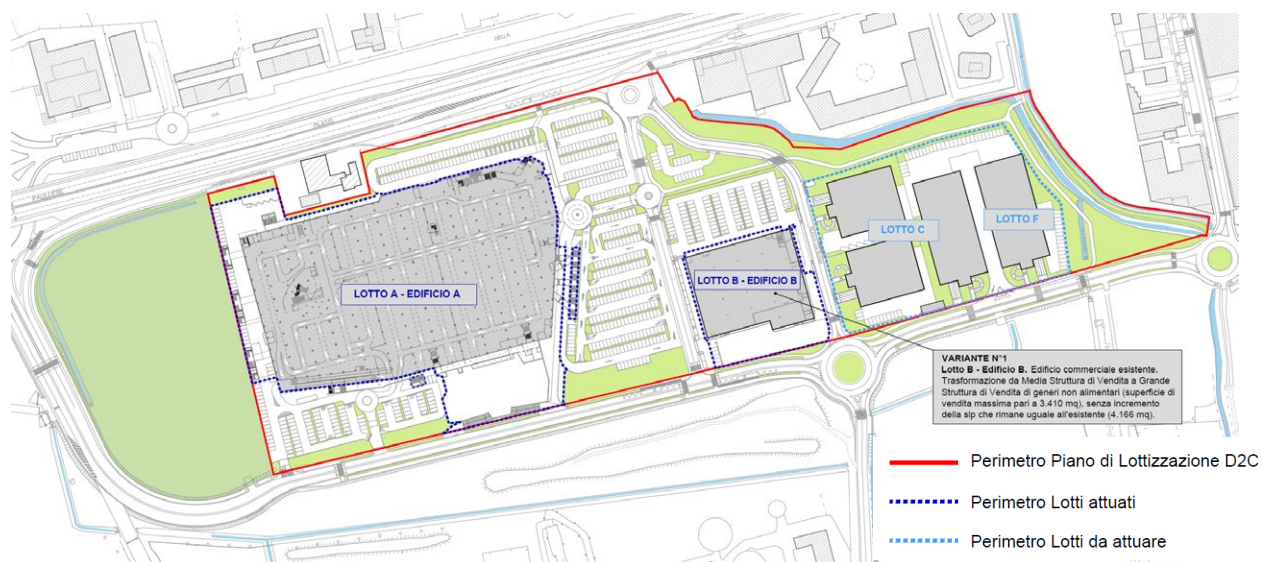 DELLA
STATALE
PAULLESE
LOTTO A - EDIFICIO A
LOTTO B - EDIFICIO B
LOTTO C
LOTTO F
VARIANTE N°1
Lotto B - Edificio B. Edificio commerciale esistente.
Trasformazione da Media Struttura di Vendita a Grande
Struttura di Vendita di generi non alimentari (superficie di
vendita massima pari a 3.410 mq), senza incremento
della slp che rimane uguale all'esistente (4.166 mq).
Perimetro Piano di Lottizzazione D2C
Perimetro Lotti attuati
Perimetro Lotti da attuare